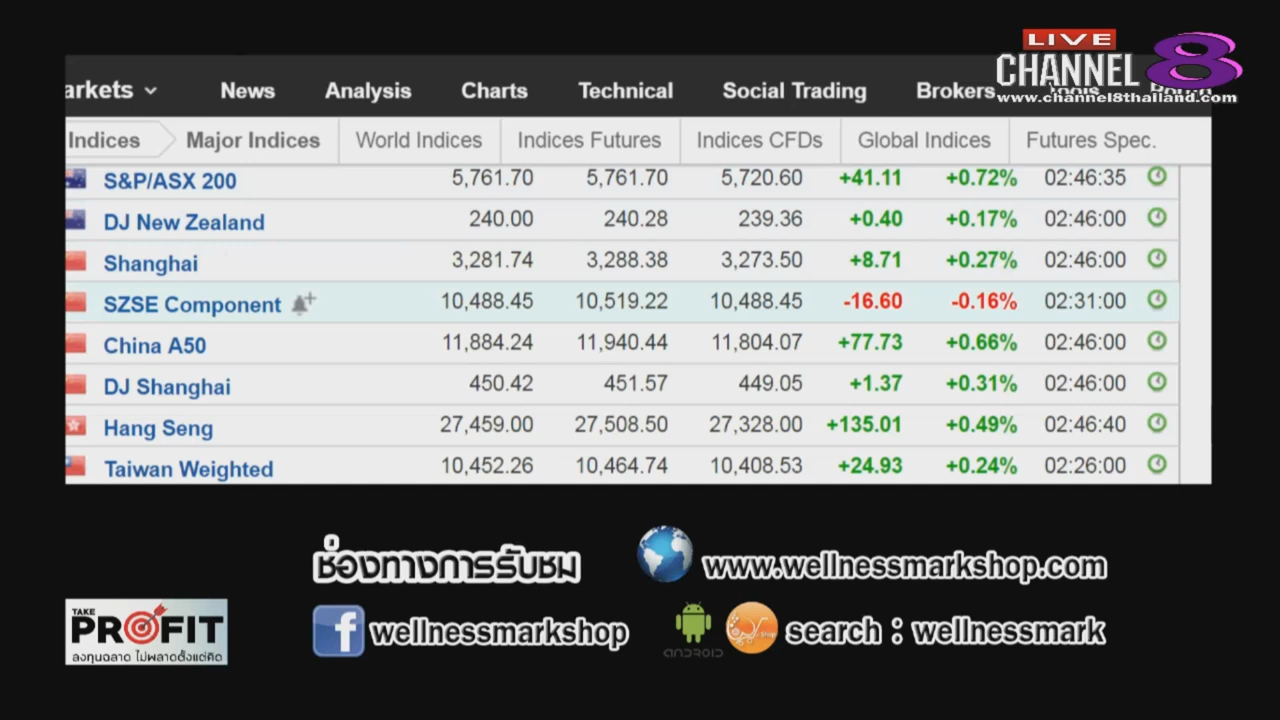 LIVE
CHANNEL 8
www.channel8thailand.com
arkets News Analysis Charts Technical Social Trading Brokers
Indices Major Indices World Indices Indices Futures Indices CFDs Global Indices Futures Spec.
S&P/ASX 200 5,761.70 5,761.70 5,720.60 +41.11 +0.72% 02:46:35
DJ New Zealand 240.00 240.28 239.36 +0.40 +0.17% 02:46:00
Shanghai 3,281.74 3,288.38 3,273.50 +8.71 +0.27% 02:46:00
SZSE Component 10,488.45 10,519.22 10,488.45 -16.60 -0.16% 02:31:00
China A50 11,884.24 11,940.44 11,804.07 +77.73 +0.66% 02:46:00
DJ Shanghai 450.42 451.57 449.05 +1.37 +0.31% 02:46:00
Hang Seng 27,459.00 27,508.50 27,328.00 +135.01 +0.49% 02:46:40
Taiwan Weighted 10,452.26 10,464.74 10,408.53 +24.93 +0.24% 02:26:00
ช่องทางการรับชม www.wellnessmarkshop.com
f wellnessmarkshop ANDROID search : wellnessmark
TAKE
PROFIT
ลงทุนฉลาด ไม่พลาดตั้งแต่คิด